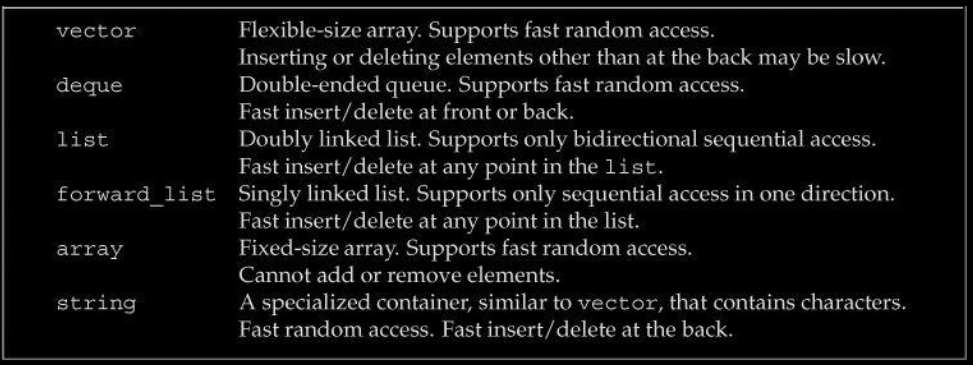 vector Flexible-size array. Supports fast random access.
Inserting or deleting elements other than at the back may be slow.
deque Double-ended queue. Supports fast random access.
Fast insert/delete at front or back.
list Doubly linked list. Supports only bidirectional sequential access.
Fast insert/delete at any point in the list.
forward_list Singly linked list. Supports only sequential access in one direction.
Fast insert/delete at any point in the list.
array Fixed-size array. Supports fast random access.
Cannot add or remove elements.
string A specialized container, similar to vector, that contains characters.
Fast random access. Fast insert/delete at the back.